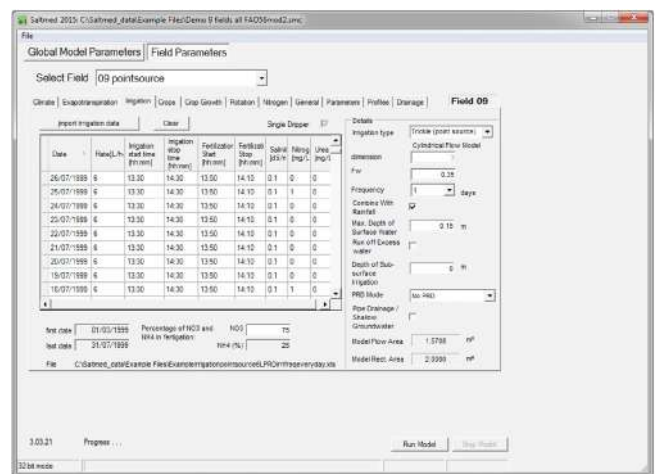 Saltmed 2015: C:\Saltmed_data\Example Files\Demo 9 fields all FAO56mod2.smc
File
Global Model Parameters Field Parameters
Select Field 09 pointsource
Climate Evapotranspiration Irrigation Crops Crop Growth Rotation Nitrogen General Parameters Profiles Drainage Field 09
Import Irrigation data Clear Single Dripper
Details
Irrigation type Trickle (point source)
Cylindrical Flow Model
dimension
Fw 0.35
Frequency 1 days
Combine With Rainfall
Max. Depth of Surface Water 0.15 m
Run off Excess water
Depth of Sub-surface Irrigation 0 m
PRD Mode No PRD
Pipe Drainage / Shallow Groundwater
Model Flow Area 1.5708 m²
Model Rect. Area 2.0000 m²
Date Rate(L/h Irrigation start time [hh:mm] Irrigation stop time [hh:mm] Fertilization Start [hh:mm] Fertilizati Stop [hh:mm] Salinit [dS/m Nitrog [mg/L Urea [mg/L
26/07/1999 6 13:30 14:30 13:50 14:10 0.1 0 0
25/07/1999 6 13:30 14:30 13:50 14:10 0.1 1 0
24/07/1999 6 13:30 14:30 13:50 14:10 0.1 0 0
23/07/1999 6 13:30 14:30 13:50 14:10 0.1 0 0
22/07/1999 6 13:30 14:30 13:50 14:10 0.1 0 0
21/07/1999 6 13:30 14:30 13:50 14:10 0.1 0 0
20/07/1999 6 13:30 14:30 13:50 14:10 0.1 0 0
19/07/1999 6 13:30 14:30 13:50 14:10 0.1 0 0
18/07/1999 6 13:30 14:30 13:50 14:10 0.1 1 0
first date 01/03/1999 Percentage of NO3 and NH4 in fertigation: NO3 75
last date 31/07/1999 NH4 (%) 25
File C:\Saltmed_data\Example Files\Example
3.03.21 Progress . . .
Run Model Stop Model
32 bit mode